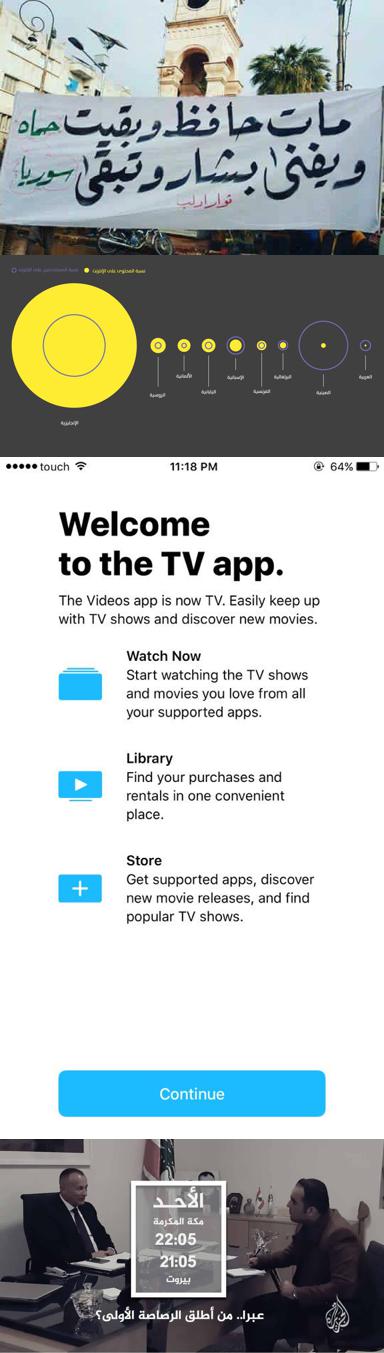 مات حافظ وبقيت حماه
ويفنى بشار وتبقى سوريا
ثوار ادلب
نسبة المحتوى على الإنترنت
نسبة المستخدمين على الإنترنت
الإنجليزية
الروسية
الألمانية
اليابانية
الإسبانية
الفرنسية
البرتغالية
الصينية
العربية
touch
11:18 PM
64%
Welcome
to the TV app.
The Videos app is now TV. Easily keep up
with TV shows and discover new movies.
Watch Now
Start watching the TV shows
and movies you love from all
your supported apps.
Library
Find your purchases and
rentals in one convenient
place.
Store
Get supported apps, discover
new movie releases, and find
popular TV shows.
Continue
الأحد
مكة المكرمة
22:05
21:05
بيروت
عبرا.. من أطلق الرصاصة الأولى؟
الجزيرة